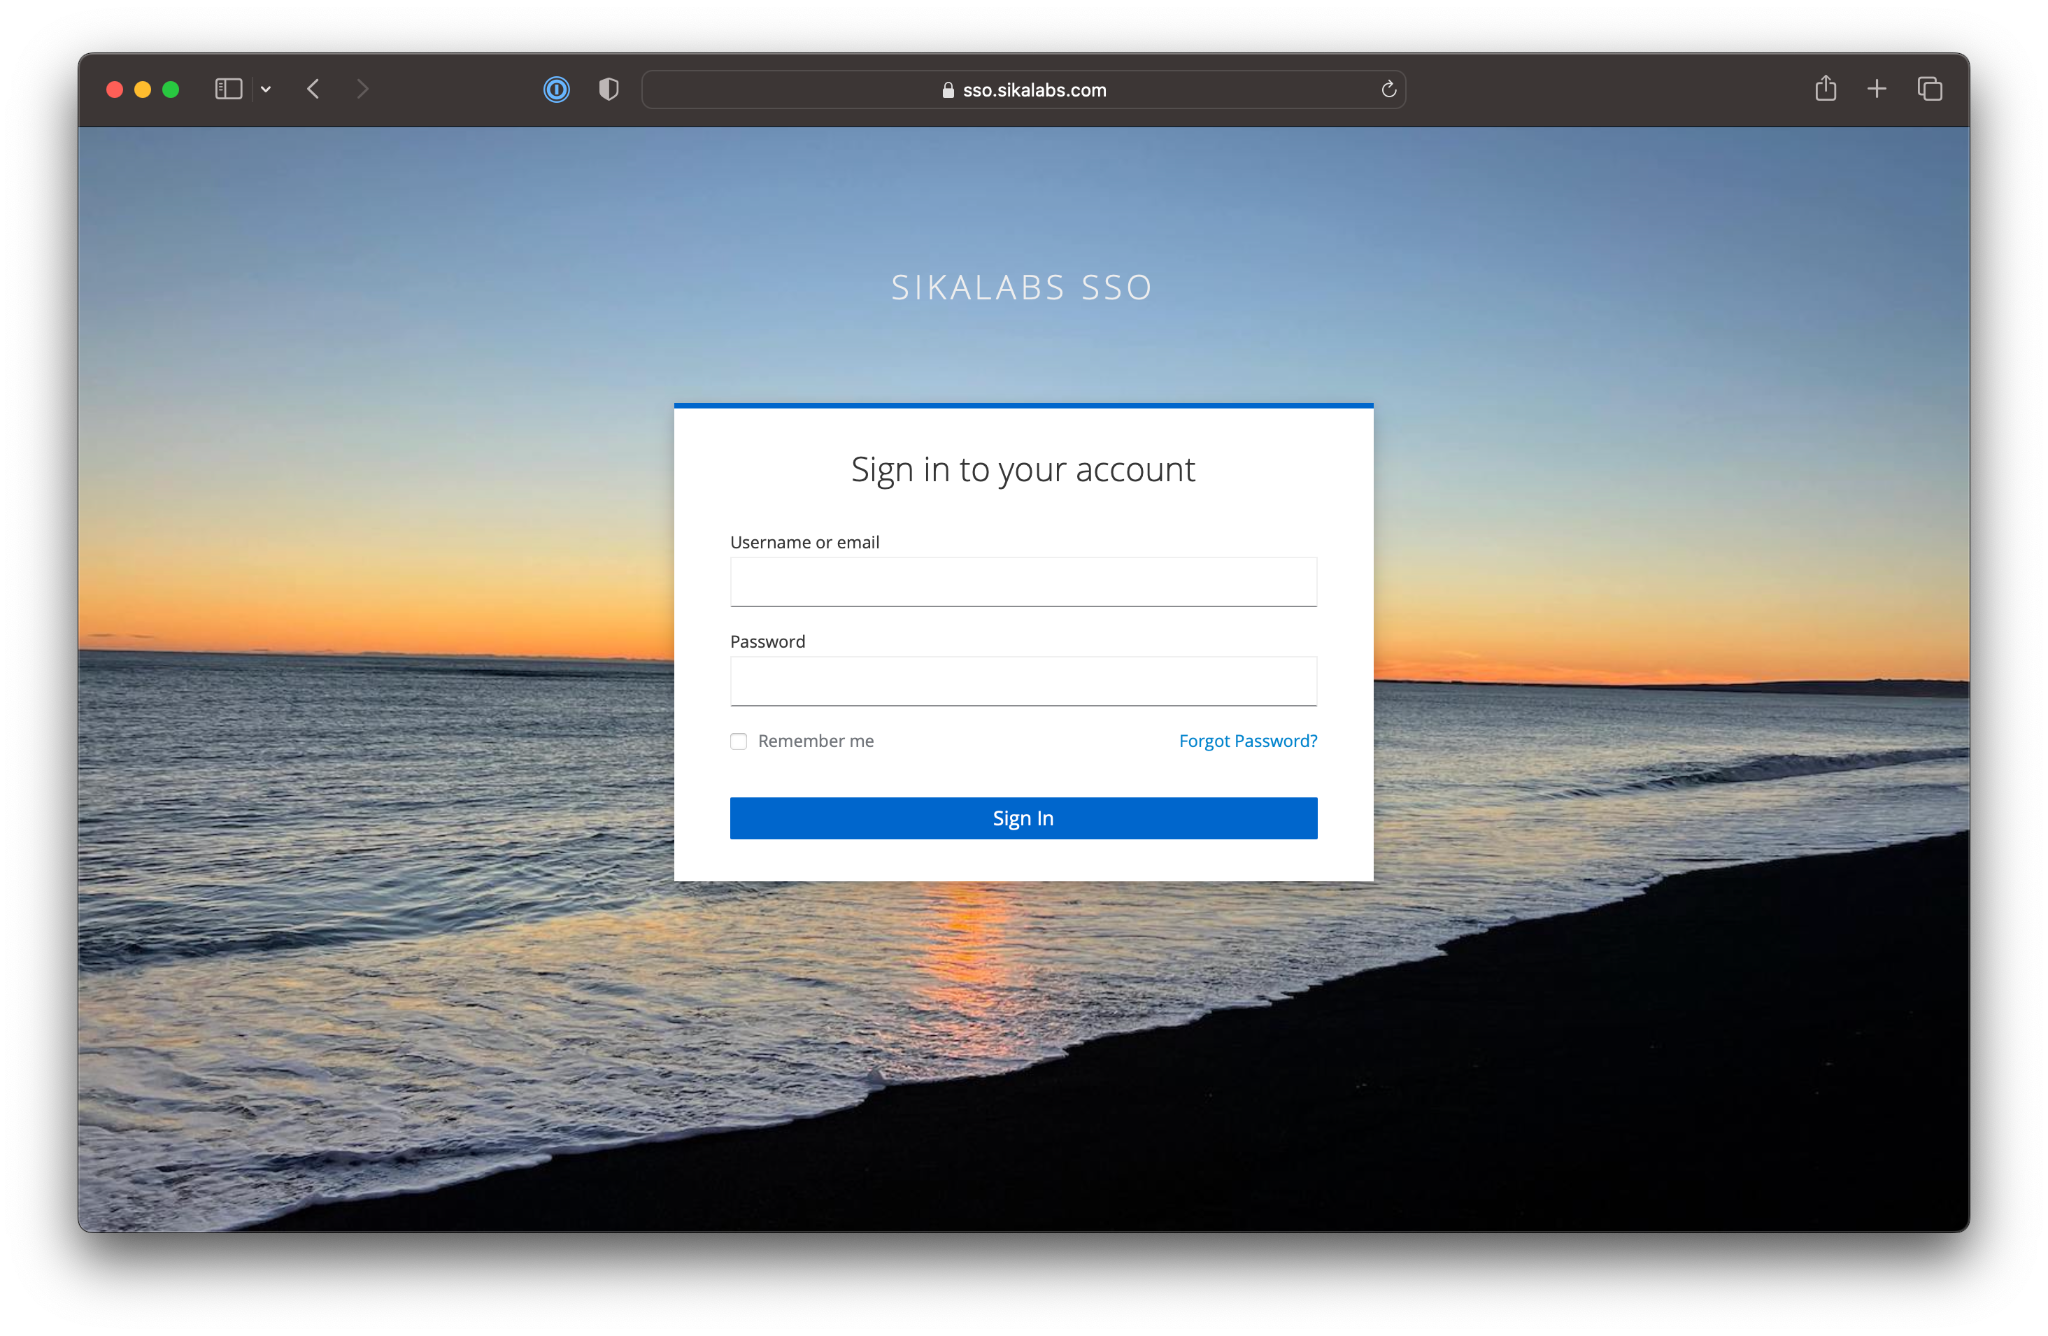 sso.sikalabs.com
SIKALABS SSO
Sign in to your account
Username or email
Password
Remember me
Forgot Password?
Sign In